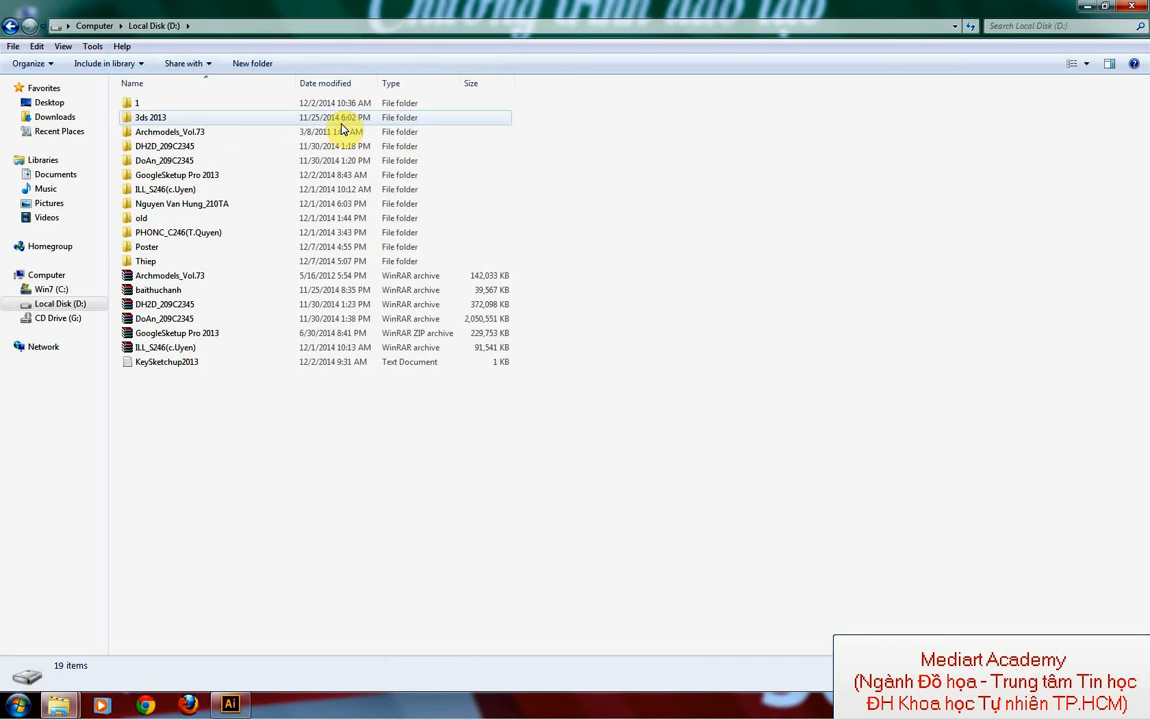 Chương trình đào tạo
Computer Local Disk (D:) Search Local Disk (D:)
File Edit View Tools Help
Organize Include in library Share with New folder
Name Date modified Type Size
Favorites
Desktop
Downloads
Recent Places
Libraries
Documents
Music
Pictures
Videos
Homegroup
Computer
Win7 (C:)
Local Disk (D:)
CD Drive (G:)
Network
1 12/2/2014 10:36 AM File folder
3ds 2013 11/25/2014 6:02 PM File folder
Archmodels_Vol.73 3/8/2011 AM File folder
DH2D_209C2345 11/30/2014 1:18 PM File folder
DoAn_209C2345 11/30/2014 1:20 PM File folder
GoogleSketup Pro 2013 12/2/2014 8:43 AM File folder
ILL_S246(c.Uyen) 12/1/2014 10:12 AM File folder
Nguyen Van Hung_210TA 12/1/2014 6:03 PM File folder
old 12/1/2014 1:44 PM File folder
PHONC_C246(T.Quyen) 12/1/2014 3:43 PM File folder
Poster 12/7/2014 4:55 PM File folder
Thiep 12/7/2014 5:07 PM File folder
Archmodels_Vol.73 5/16/2012 5:54 PM WinRAR archive 142,033 KB
baithuchanh 11/25/2014 8:35 PM WinRAR archive 39,567 KB
DH2D_209C2345 11/30/2014 1:23 PM WinRAR archive 372,098 KB
DoAn_209C2345 11/30/2014 1:38 PM WinRAR archive 2,050,551 KB
GoogleSketup Pro 2013 6/30/2014 8:41 PM WinRAR ZIP archive 229,753 KB
ILL_S246(c.Uyen) 12/1/2014 10:13 AM WinRAR archive 91,541 KB
KeySketchup2013 12/2/2014 9:31 AM Text Document 1 KB
19 items
Ai
Mediart Academy
(Ngành Đồ họa - Trung tâm Tin học
ĐH Khoa học Tự nhiên TP.HCM)